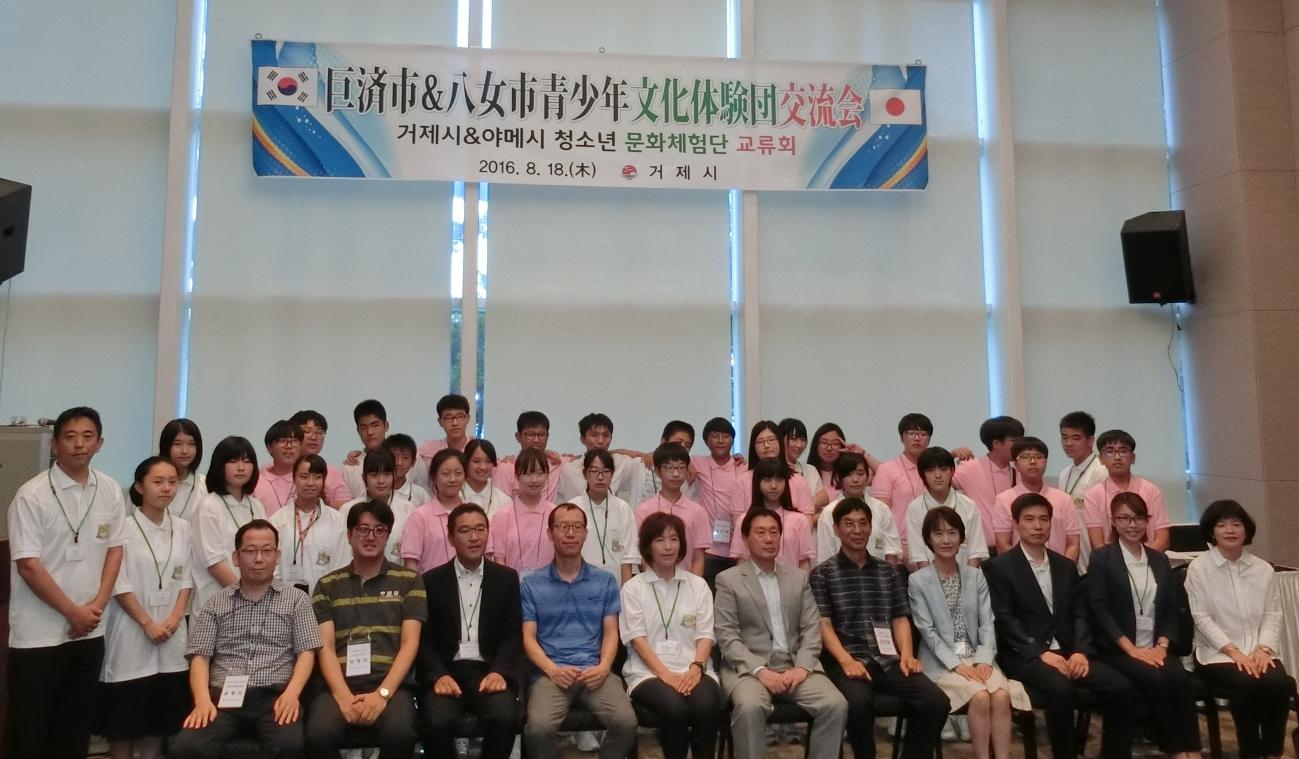 巨済市&八女市青少年文化体験団交流会
거제시&야메시 청소년 문화체험단 교류회
2016. 8. 18.(木) 거 제 시